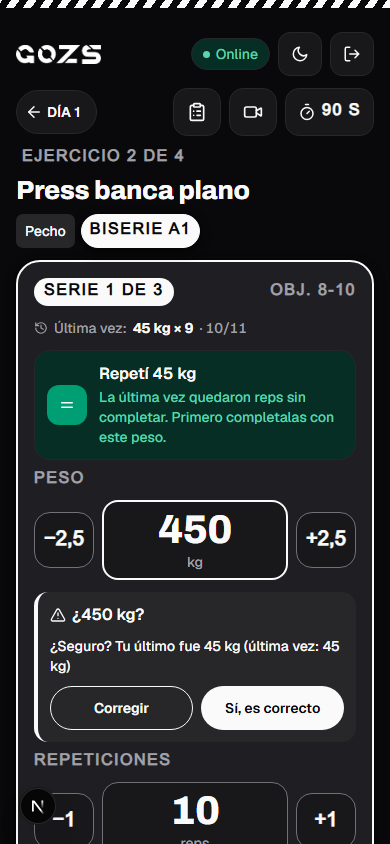 GOZS
Online
DÍA 1
90 S
EJERCICIO 2 DE 4
Press banca plano
Pecho
BISERIE A1
SERIE 1 DE 3
OBJ. 8-10
Última vez: 45 kg × 9 · 10/11
Repetí 45 kg
La última vez quedaron reps sin
completar. Primero completalas con
este peso.
PESO
−2,5
450
kg
+2,5
¿450 kg?
¿Seguro? Tu último fue 45 kg (última vez: 45
kg)
Corregir
Sí, es correcto
REPETICIONES
N
−1
10
reps
+1